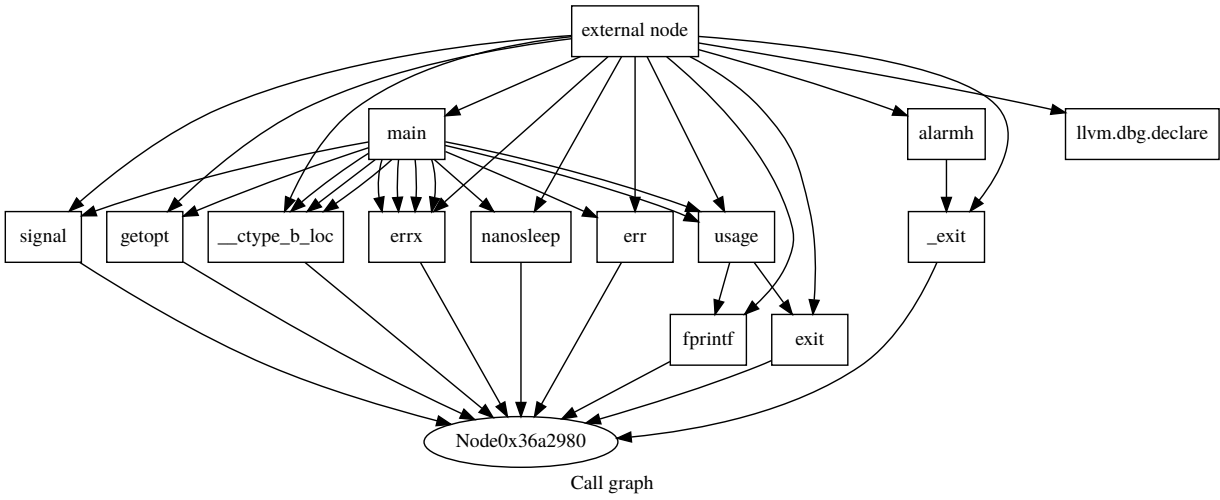 external node
main
alarmh
llvm.dbg.declare
signal
getopt
__ctype_b_loc
errx
nanosleep
err
usage
_exit
fprintf
exit
Node0x36a2980
Call graph